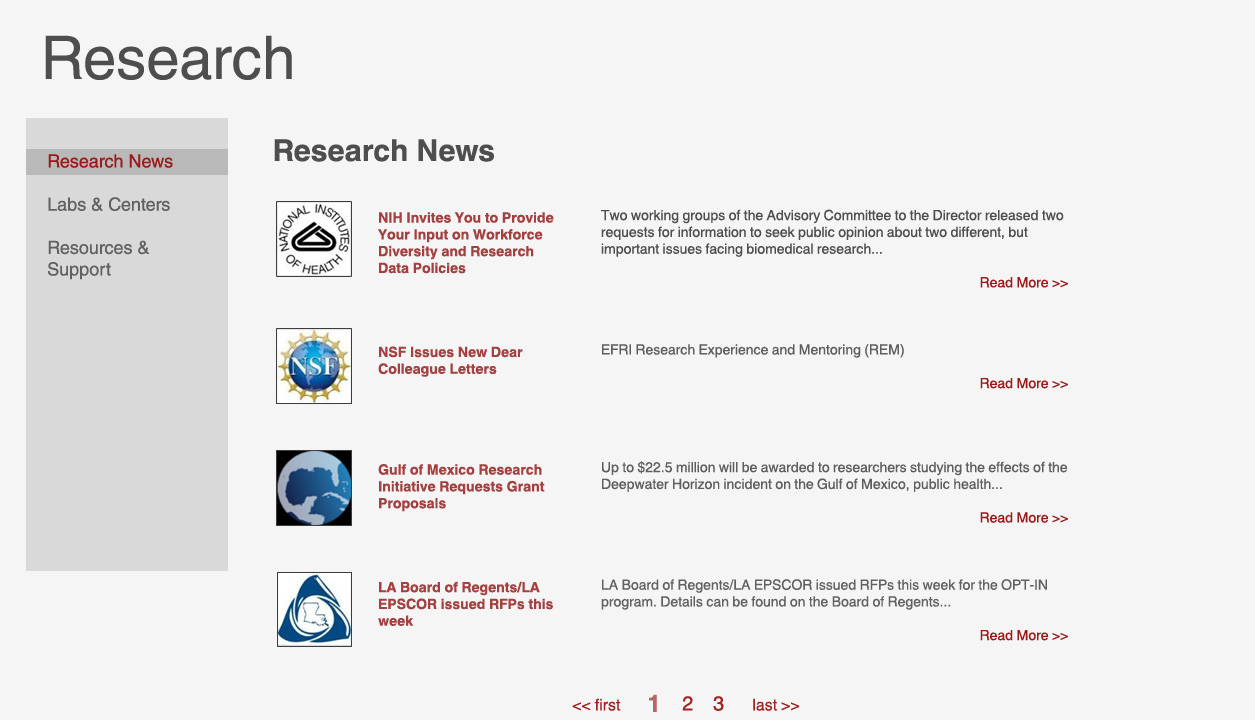 Research
Research News
Labs & Centers
Resources &
Support
Research News
NATIONAL INSTITUTES
OF HEALTH
NIH Invites You to Provide
Your Input on Workforce
Diversity and Research
Data Policies
Two working groups of the Advisory Committee to the Director released two
requests for information to seek public opinion about two different, but
important issues facing biomedical research...
Read More >>
NSF
NSF Issues New Dear
Colleague Letters
EFRI Research Experience and Mentoring (REM)
Read More >>
Gulf of Mexico Research
Initiative Requests Grant
Proposals
Up to $22.5 million will be awarded to researchers studying the effects of the
Deepwater Horizon incident on the Gulf of Mexico, public health...
Read More >>
LA Board of Regents/LA
EPSCOR issued RFPs this
week
LA Board of Regents/LA EPSCOR issued RFPs this week for the OPT-IN
program. Details can be found on the Board of Regents...
Read More >>
<< first 1 2 3 last >>